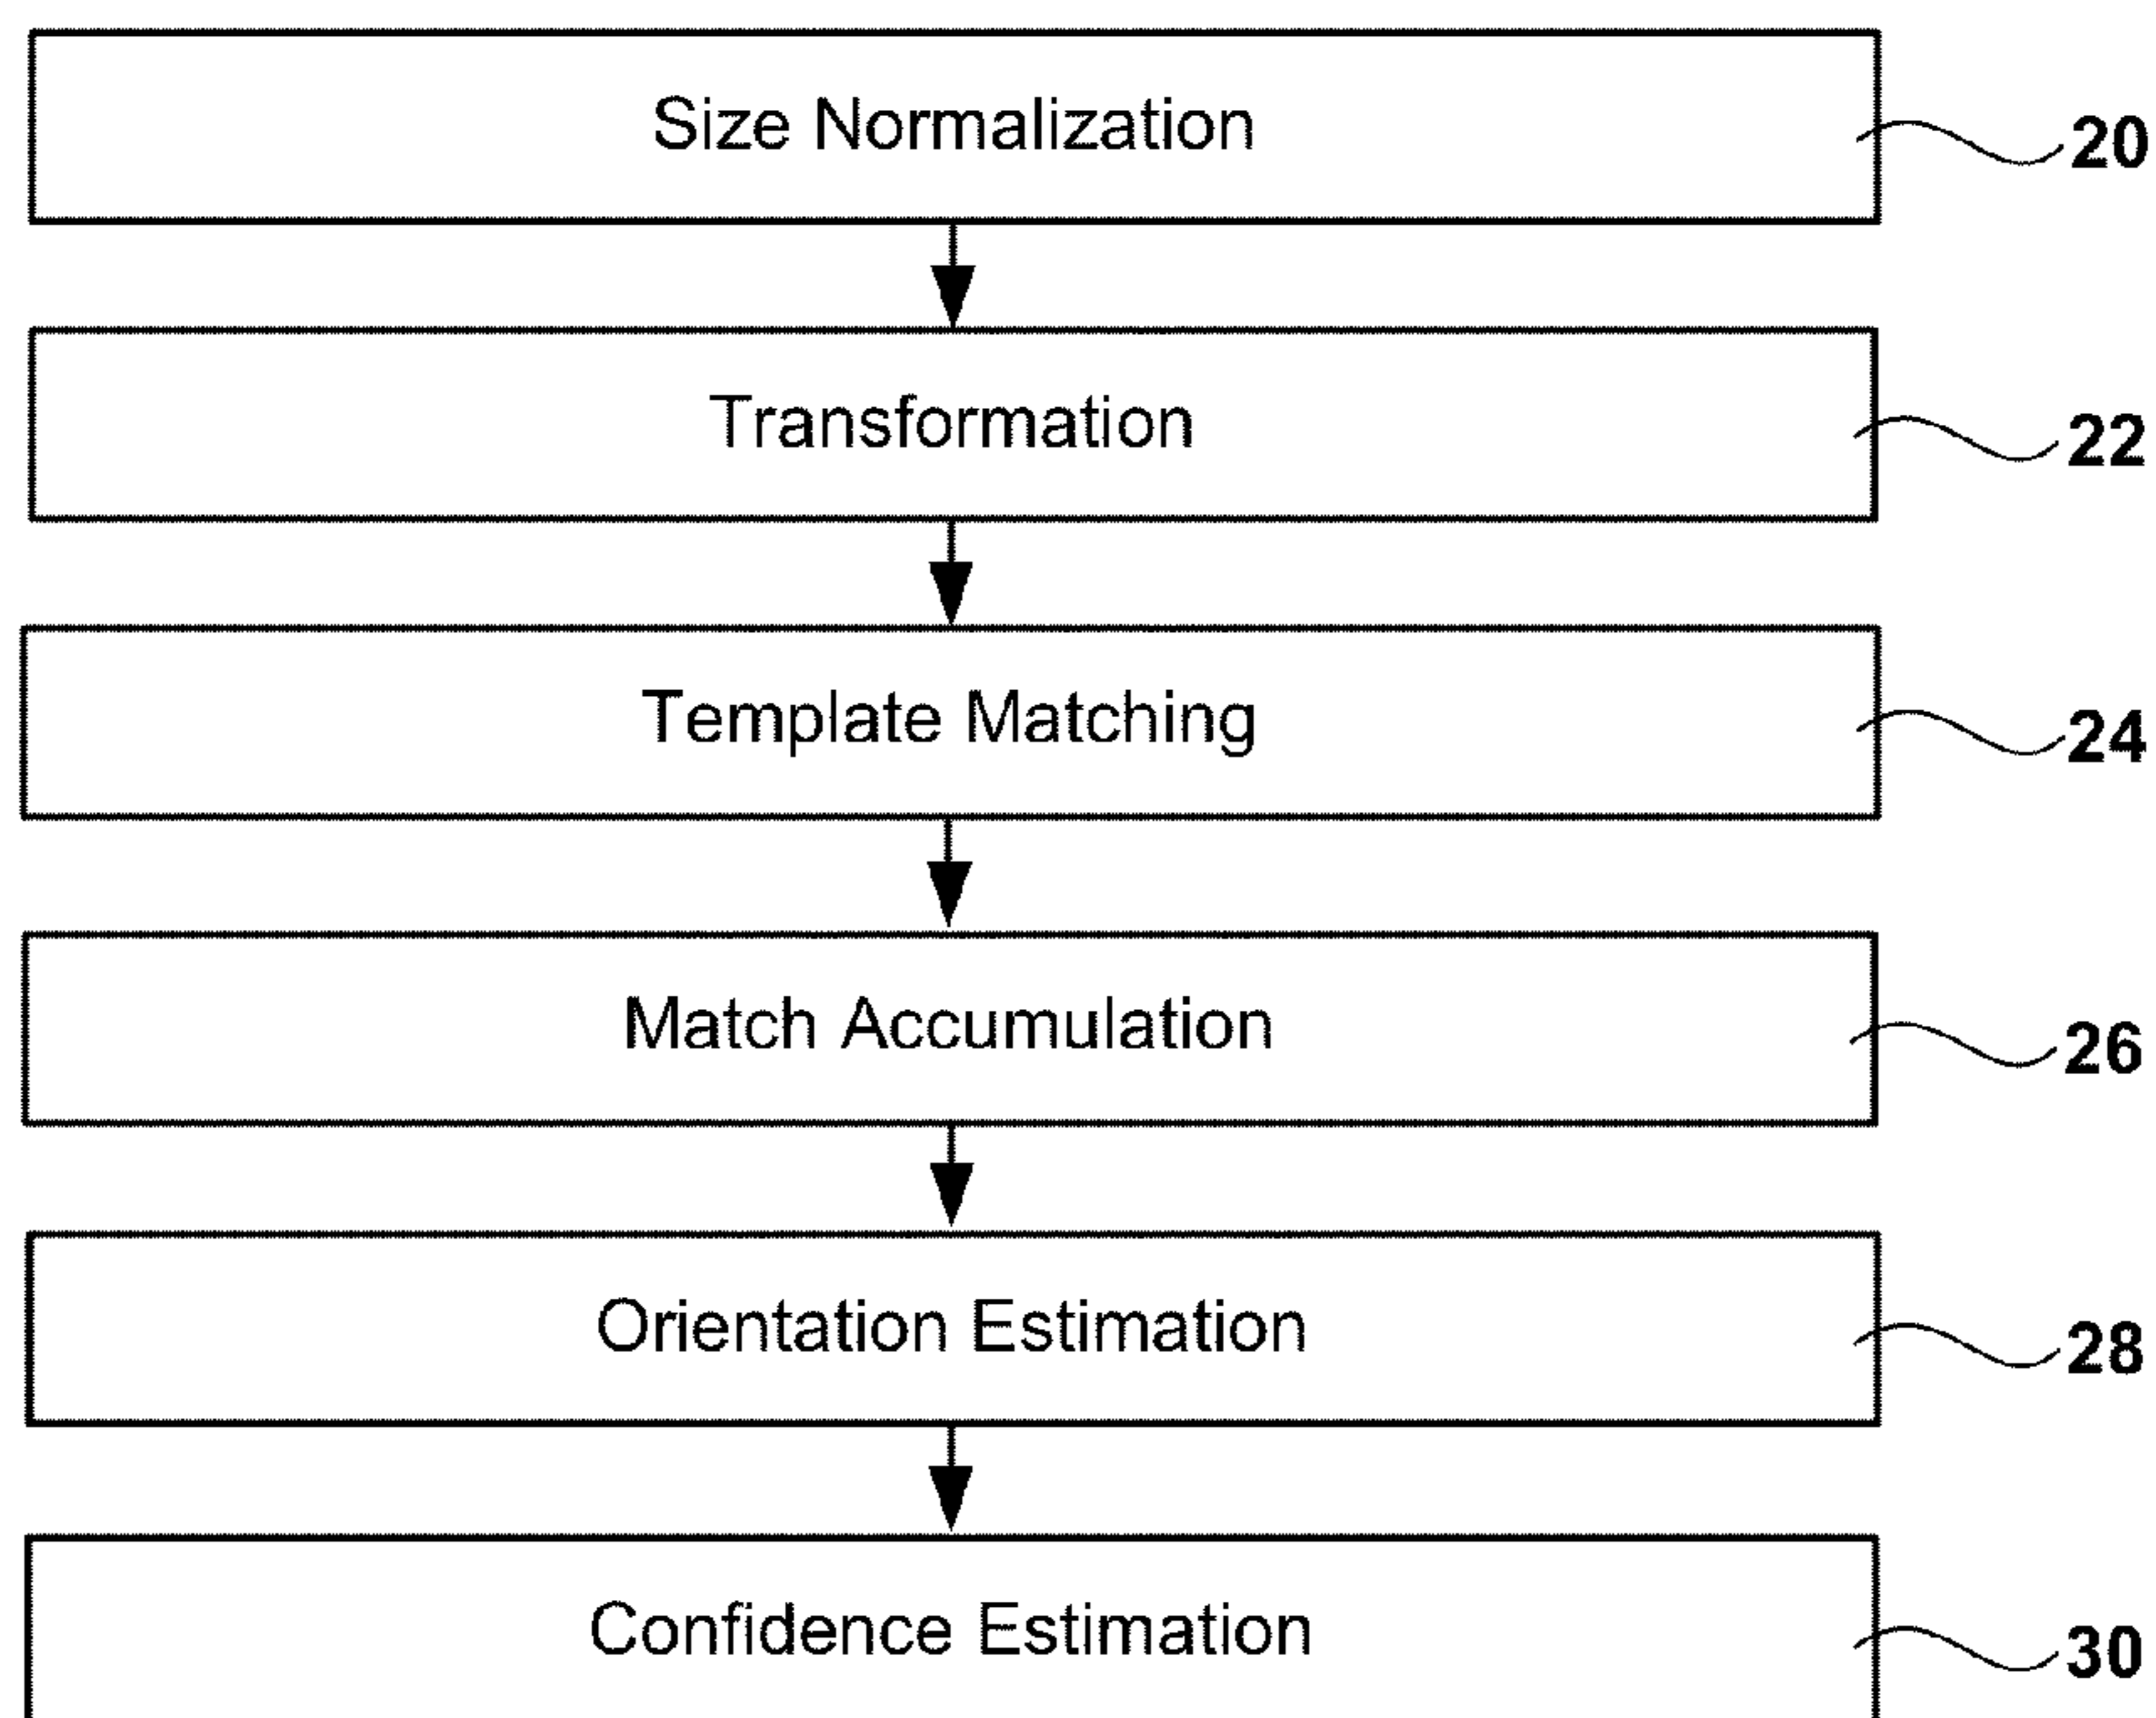 Size Normalization 20
Transformation 22
Template Matching 24
Match Accumulation 26
Orientation Estimation 28
Confidence Estimation 30